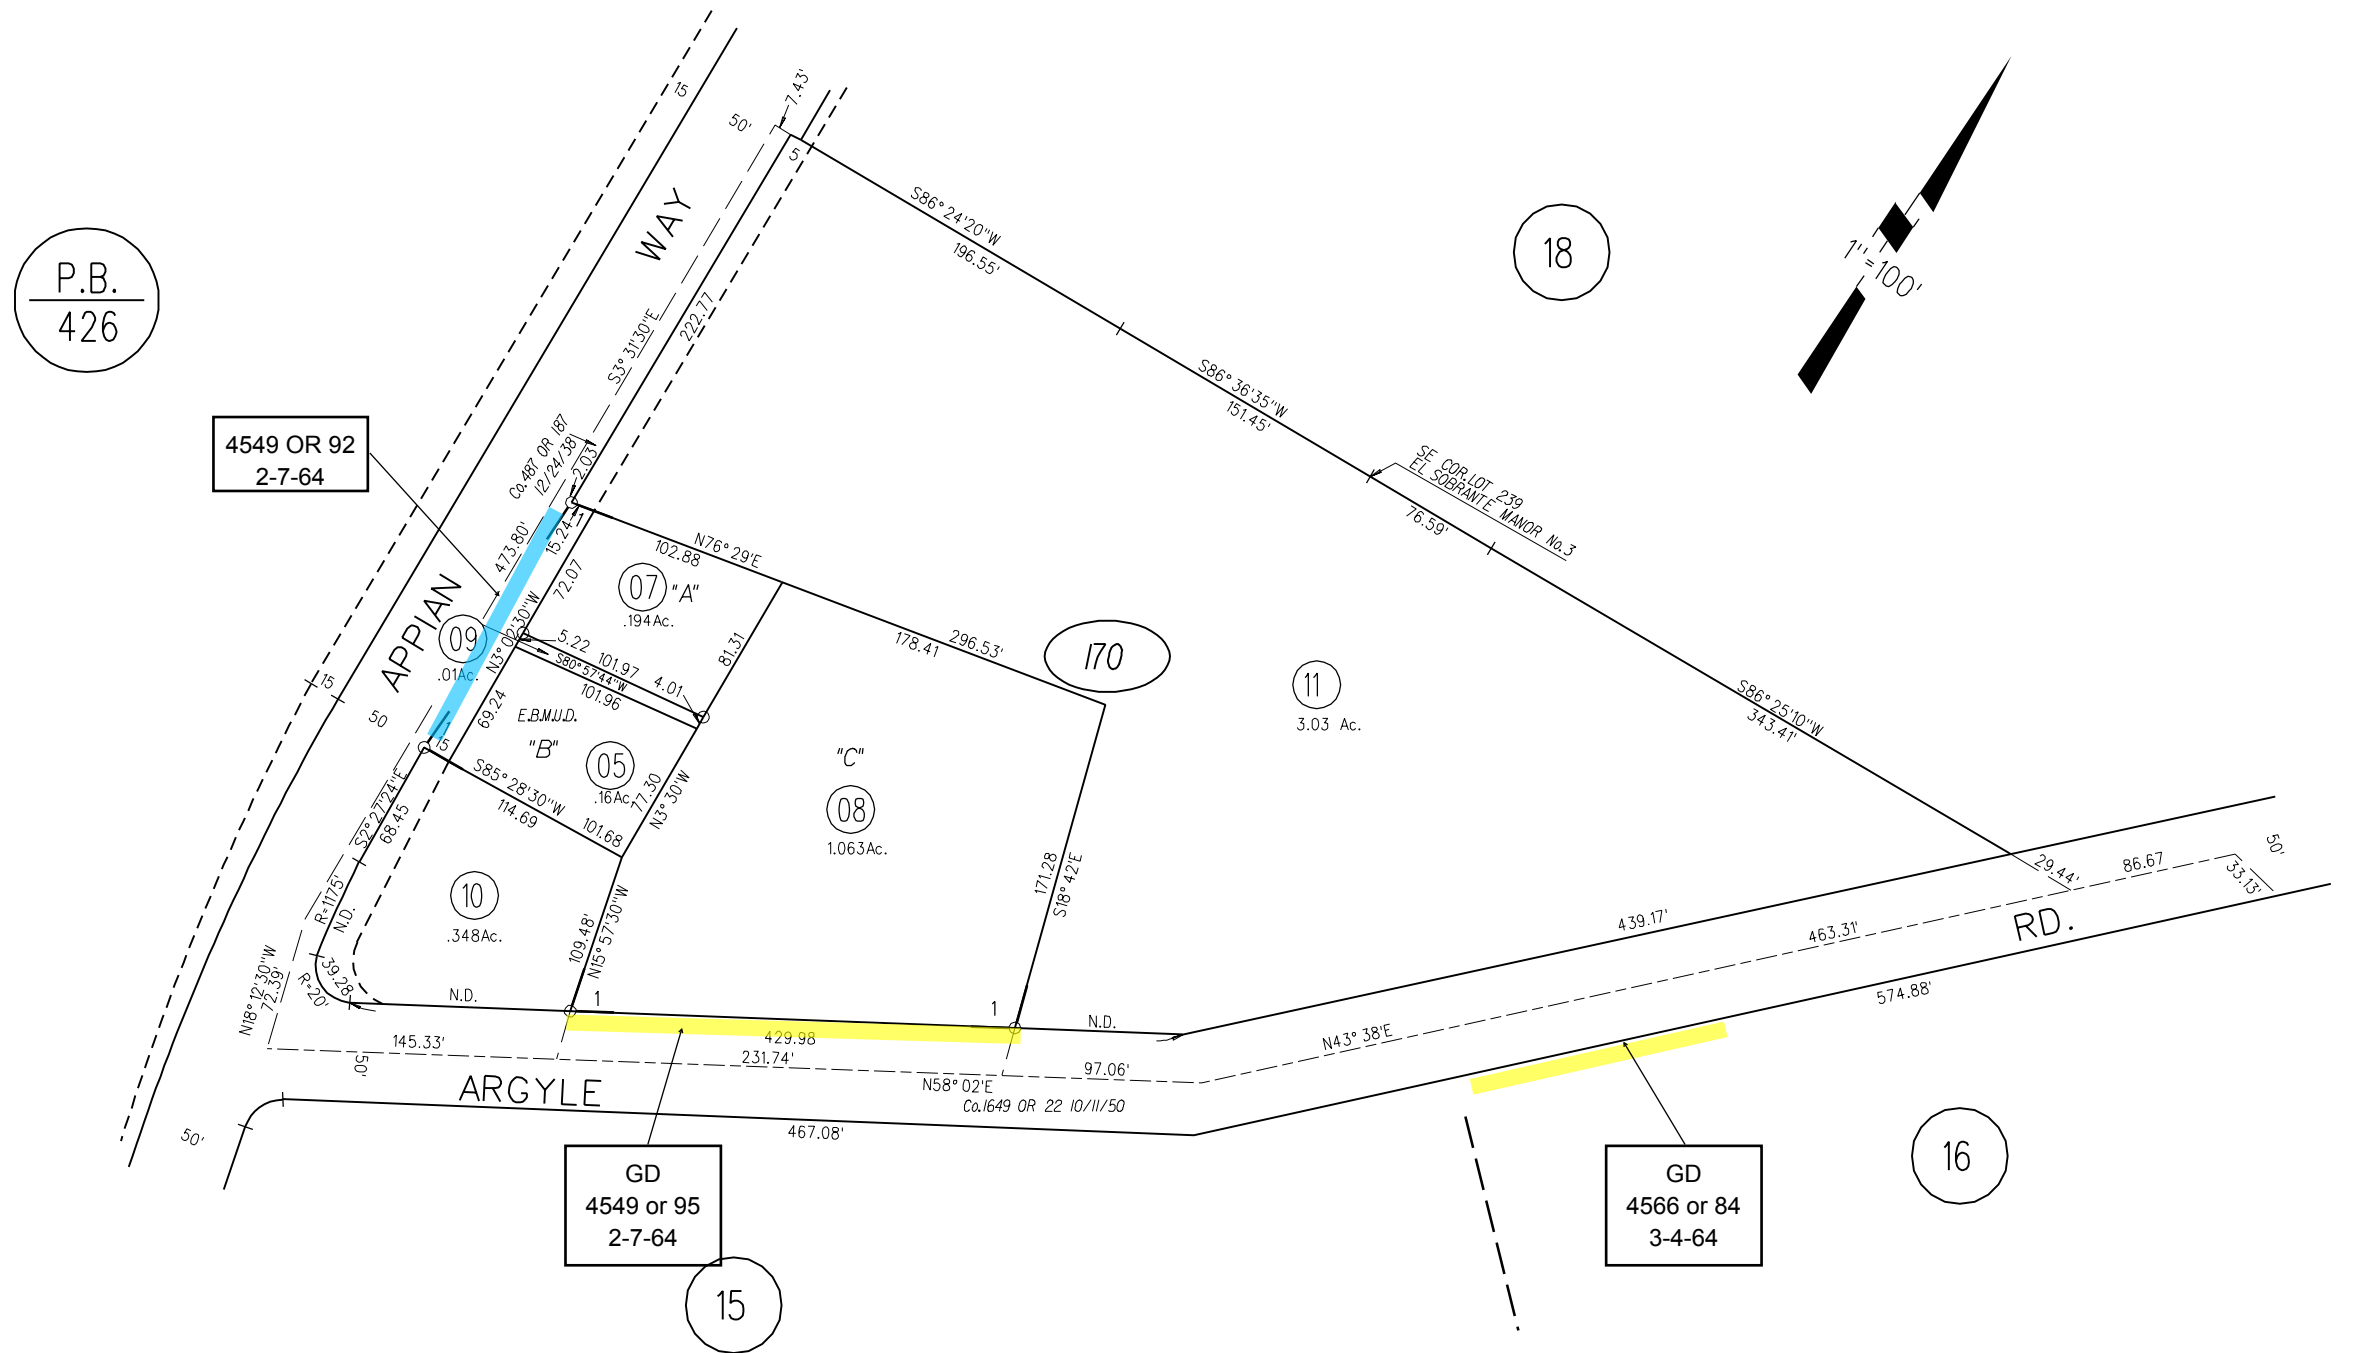 15
50'
7.43'
5
WAY
P.B.
426
S86°24'20"W
196.55'
18
1"=100'
S3°31'30"E
222.77
S86°36'35"W
151.45'
4549 OR 92
2-7-64
Co.487 OR 187
12/24/38
2.03
SE COR.LOT 239
EL SOBRANTE MANOR No.3
76.59'
473.80'
15.24
1
N76°29'E
102.88
APPIAN
72.07
07
"A"
.194Ac.
09
.01Ac.
N3°02'30"W
5.22
101.97
S80°57'44"W
101.96
4.01
81.31
178.41
296.53'
170
11
3.03 Ac.
S86°25'10"W
343.41'
15
50
69.24
E.B.M.U.D.
"B"
05
.16Ac.
1
5
S85°28'30"W
114.69
101.68
77.30
N3°30'W
"C"
08
1.063Ac.
S2°27'24"E
68.45
R=1175'
N.D.
10
.348Ac.
109.48'
N15°57'30"W
171.28
S18°42'E
29.44'
86.67
33.13'
50'
439.17'
463.31'
RD.
574.88'
N18°12'30"W
72.39'
39.28
R=20'
N.D.
1
1
N.D.
145.33'
50'
429.98
231.74'
N58°02'E
97.06'
N43°38'E
ARGYLE
Co.1649 OR 22 10/11/50
467.08'
50'
GD
4549 or 95
2-7-64
GD
4566 or 84
3-4-64
16
15